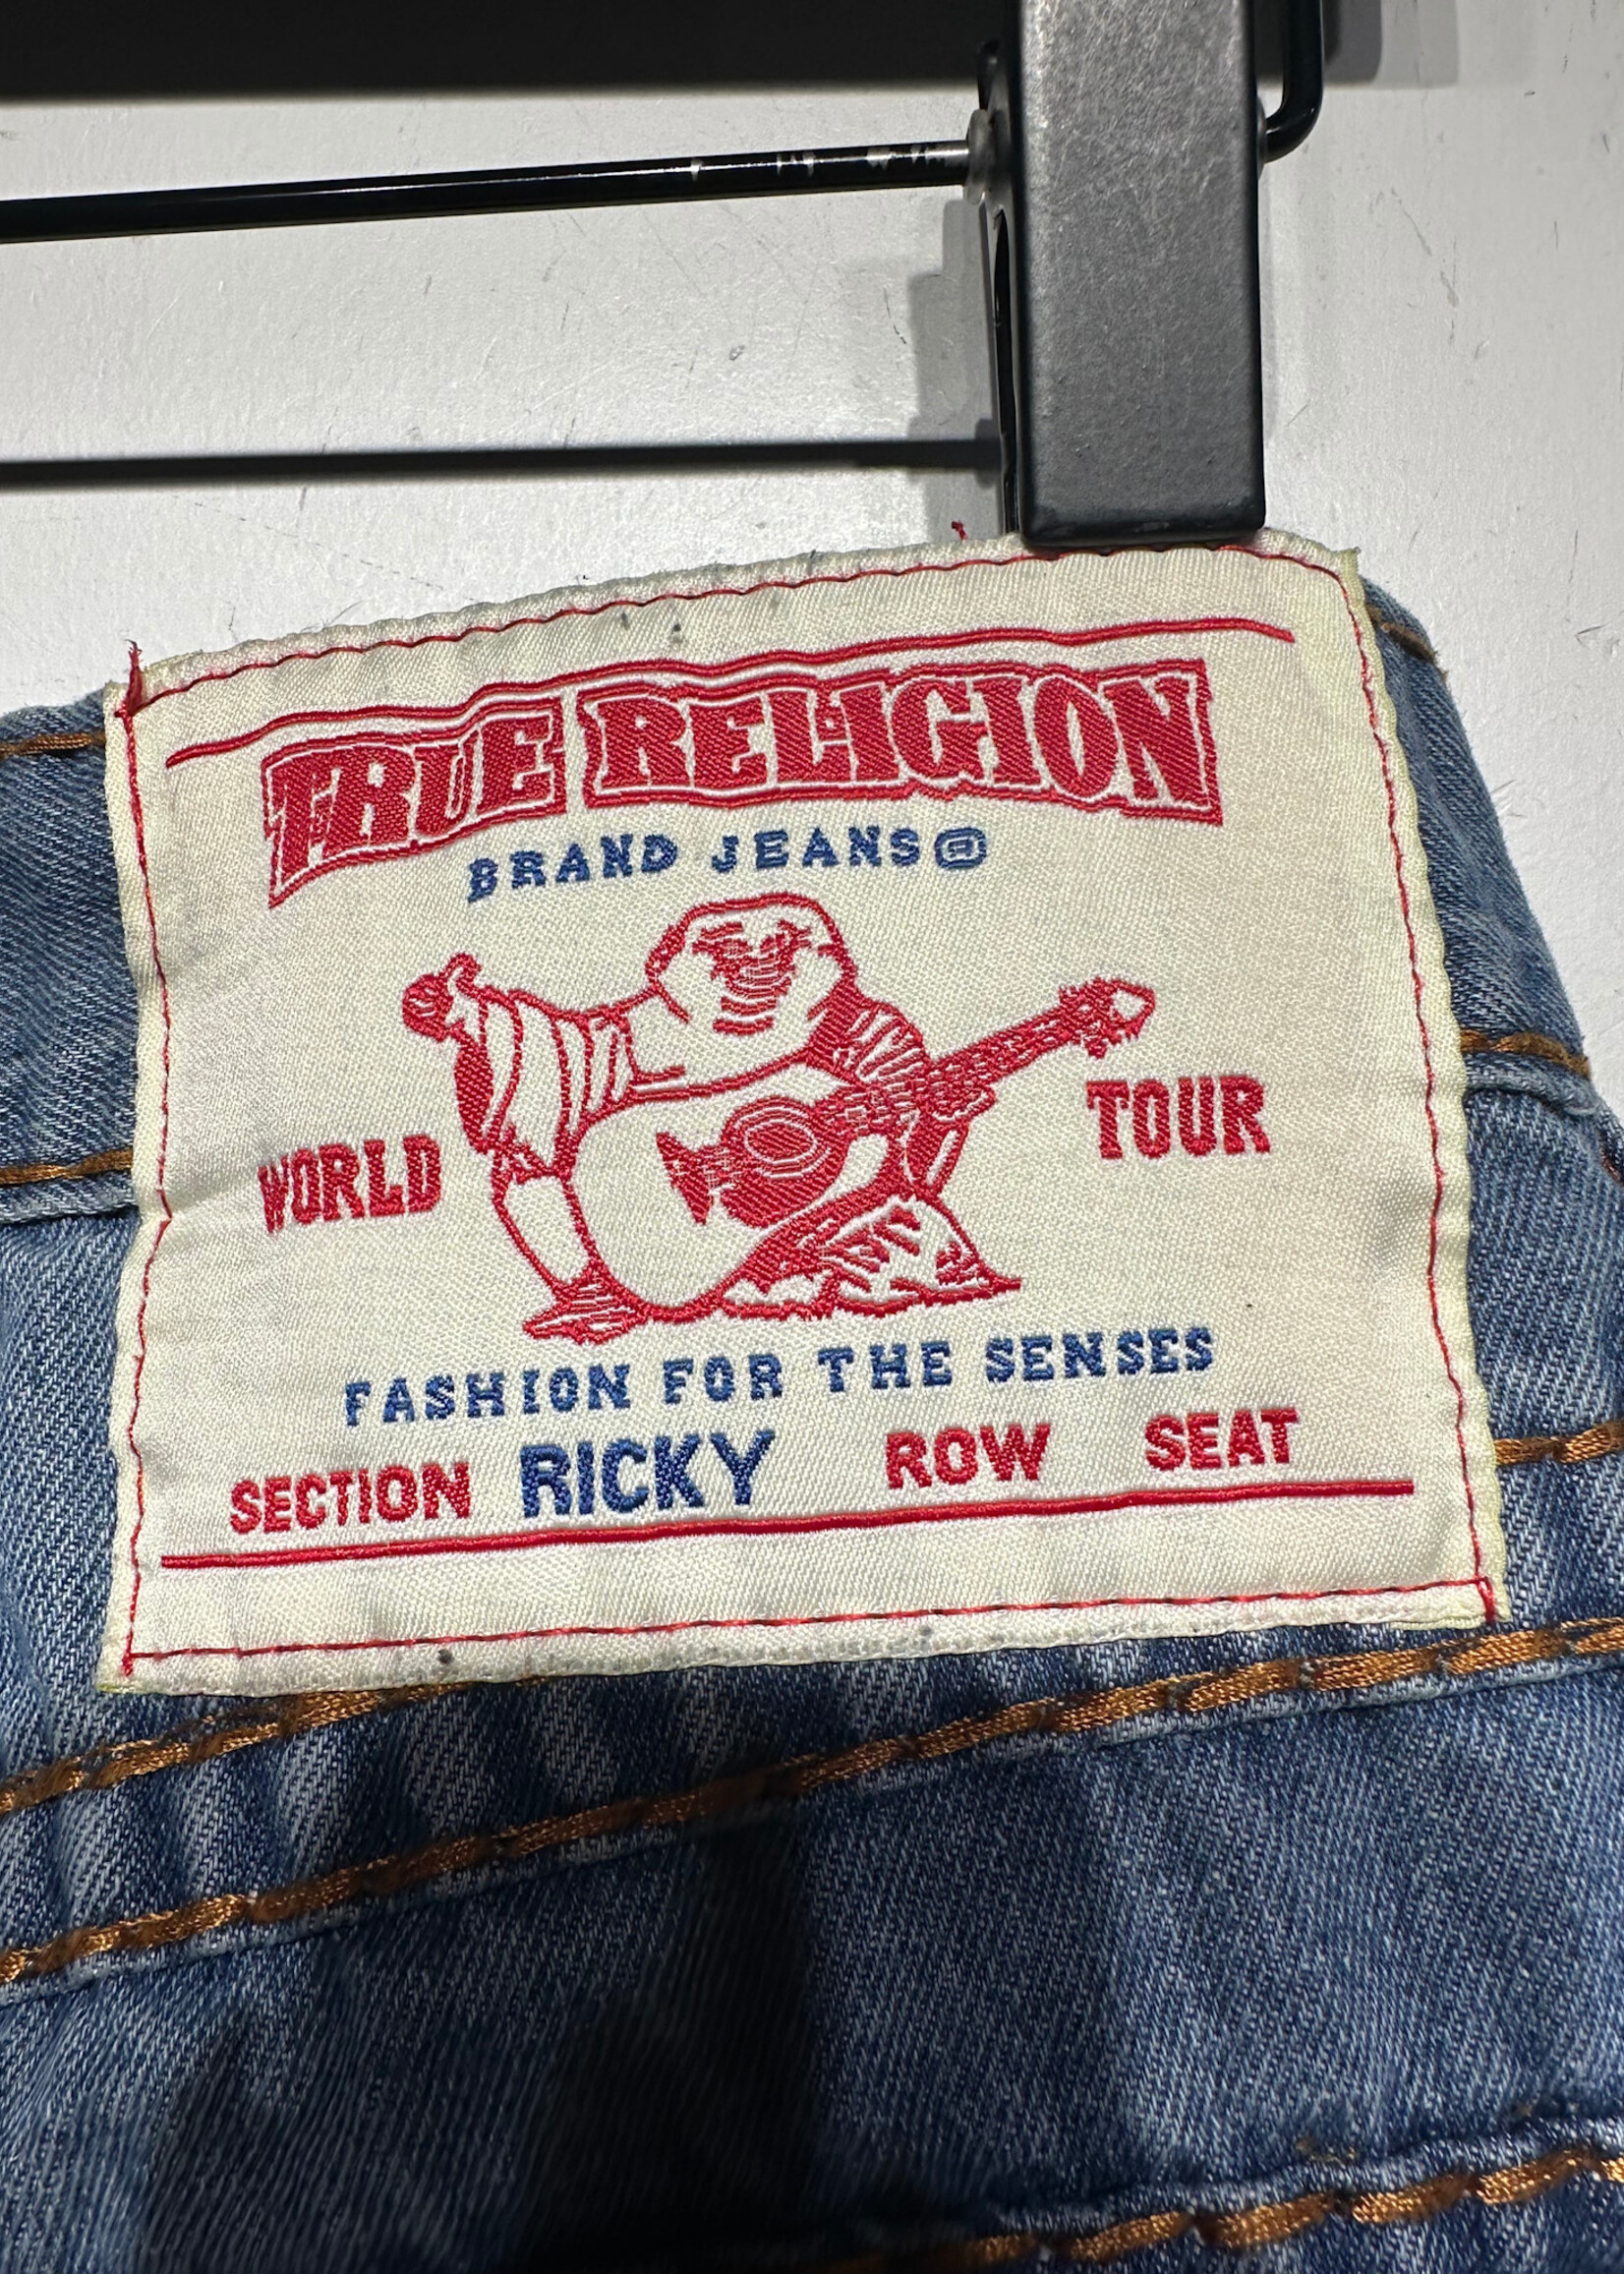 TRUE RELIGION
BRAND JEANS®
WORLD TOUR
FASHION FOR THE SENSES
SECTION RICKY ROW SEAT